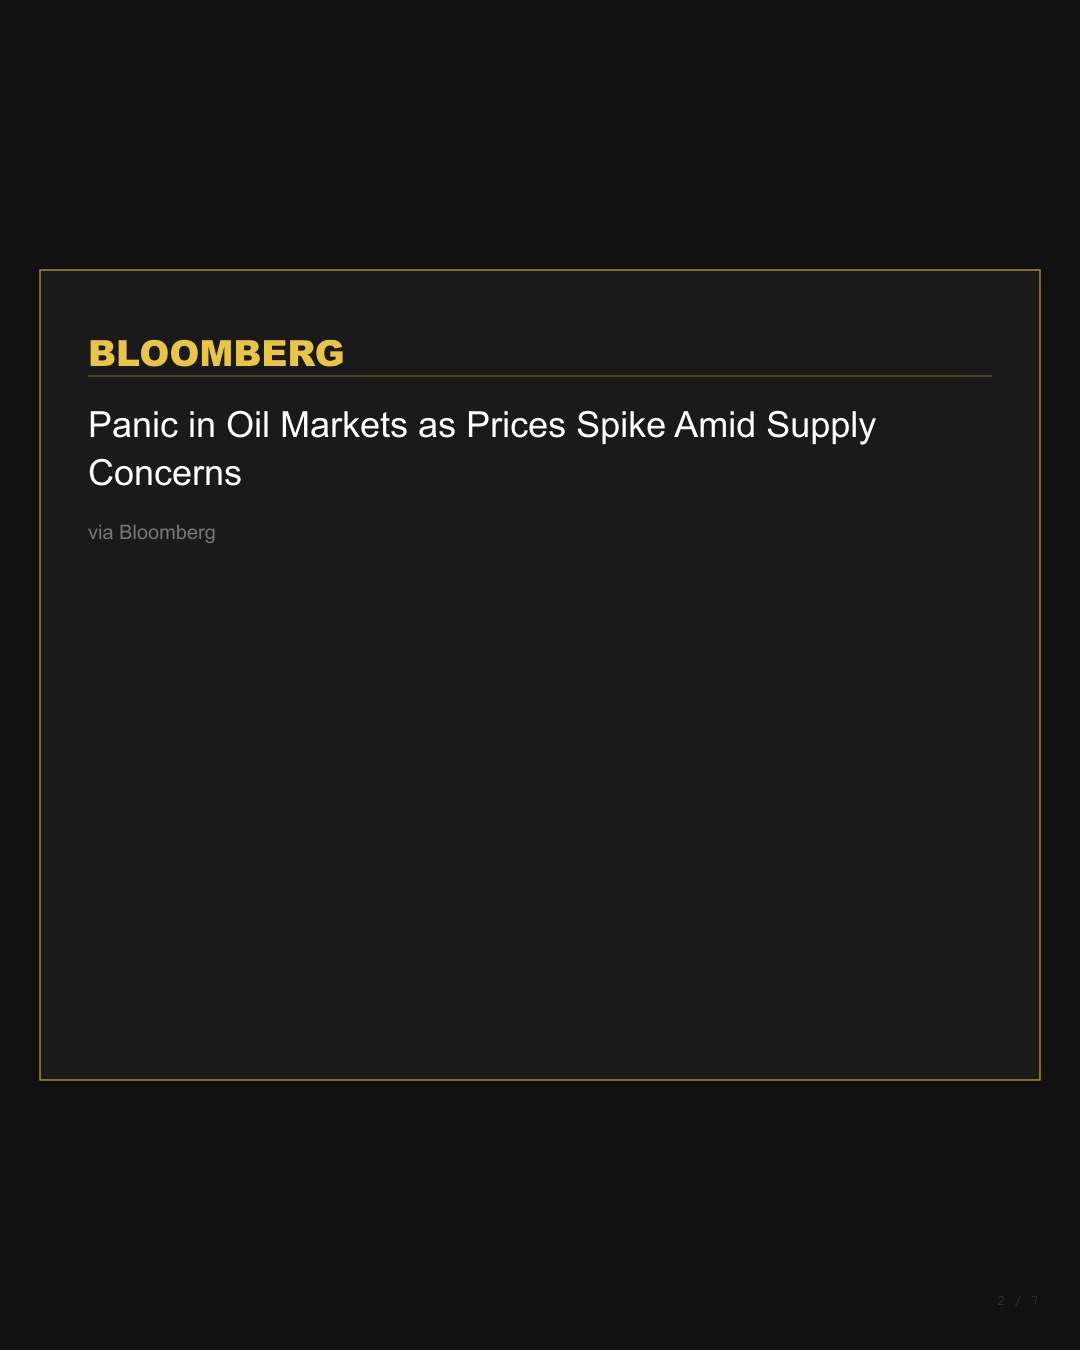 BLOOMBERG
Panic in Oil Markets as Prices Spike Amid Supply
Concerns
via Bloomberg
2 / 7